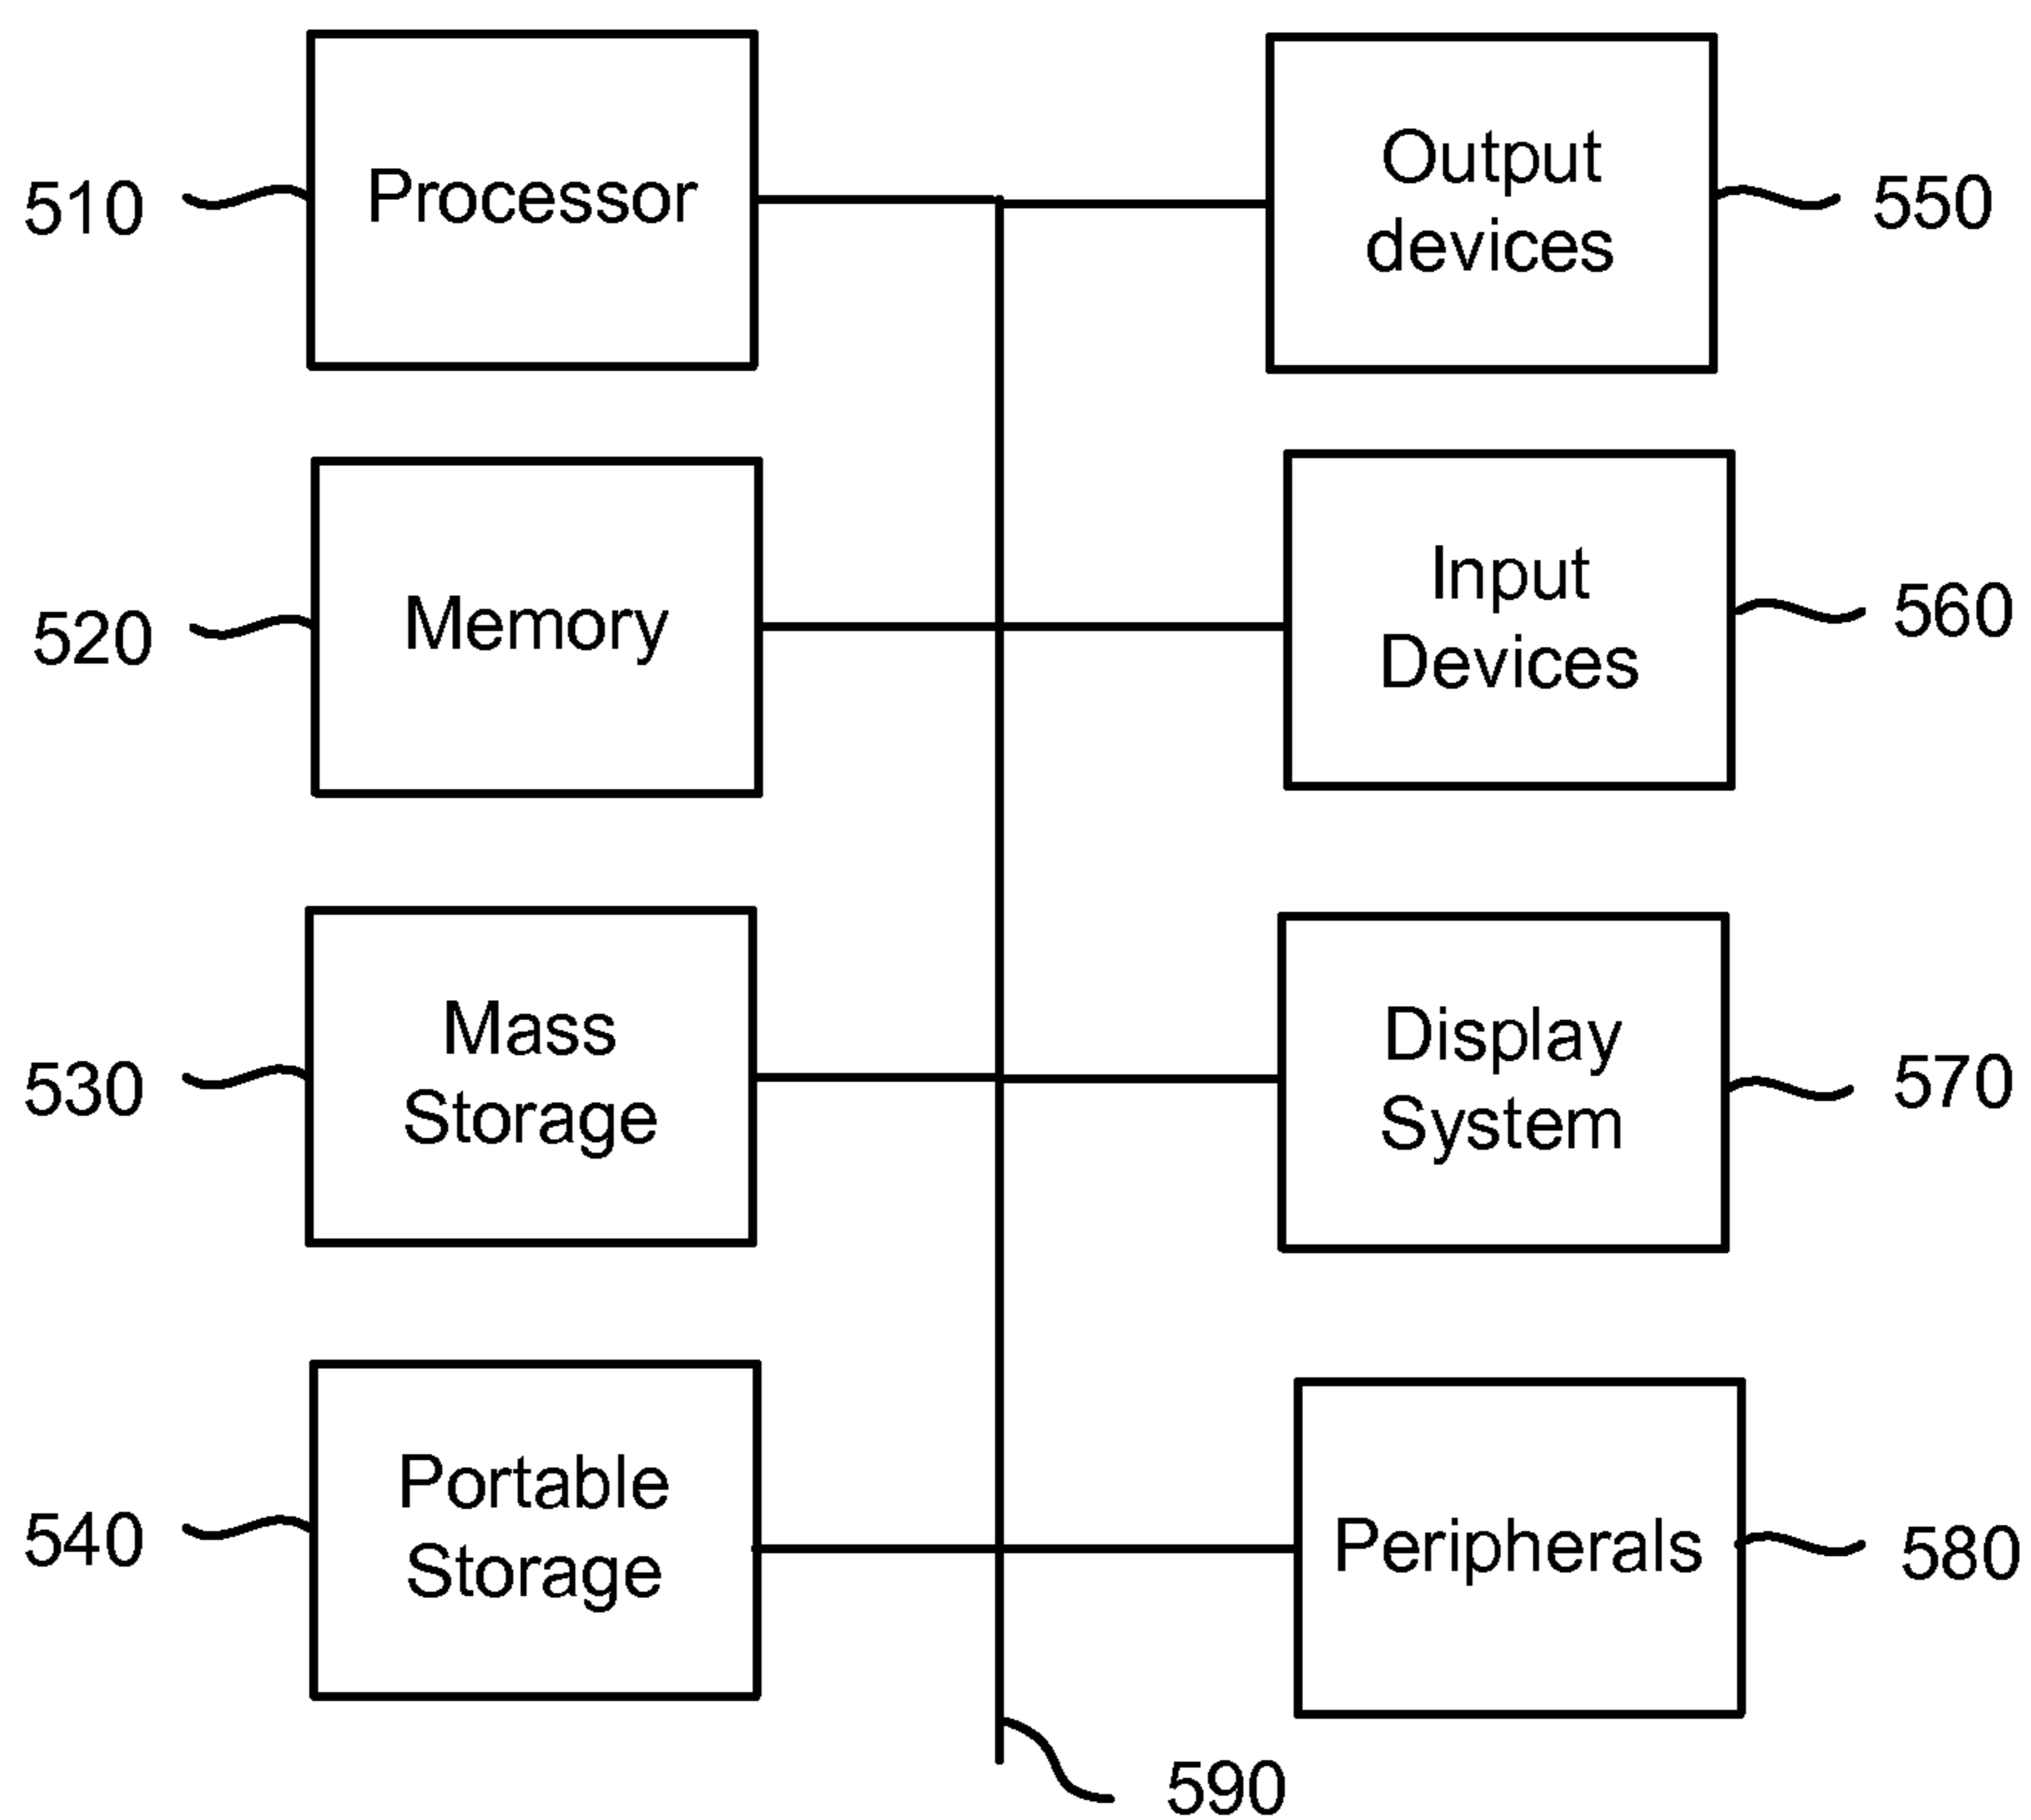 510
Processor
Output
devices
550
520
Memory
Input
Devices
560
530
Mass
Storage
Display
System
570
540
Portable
Storage
Peripherals
580
590